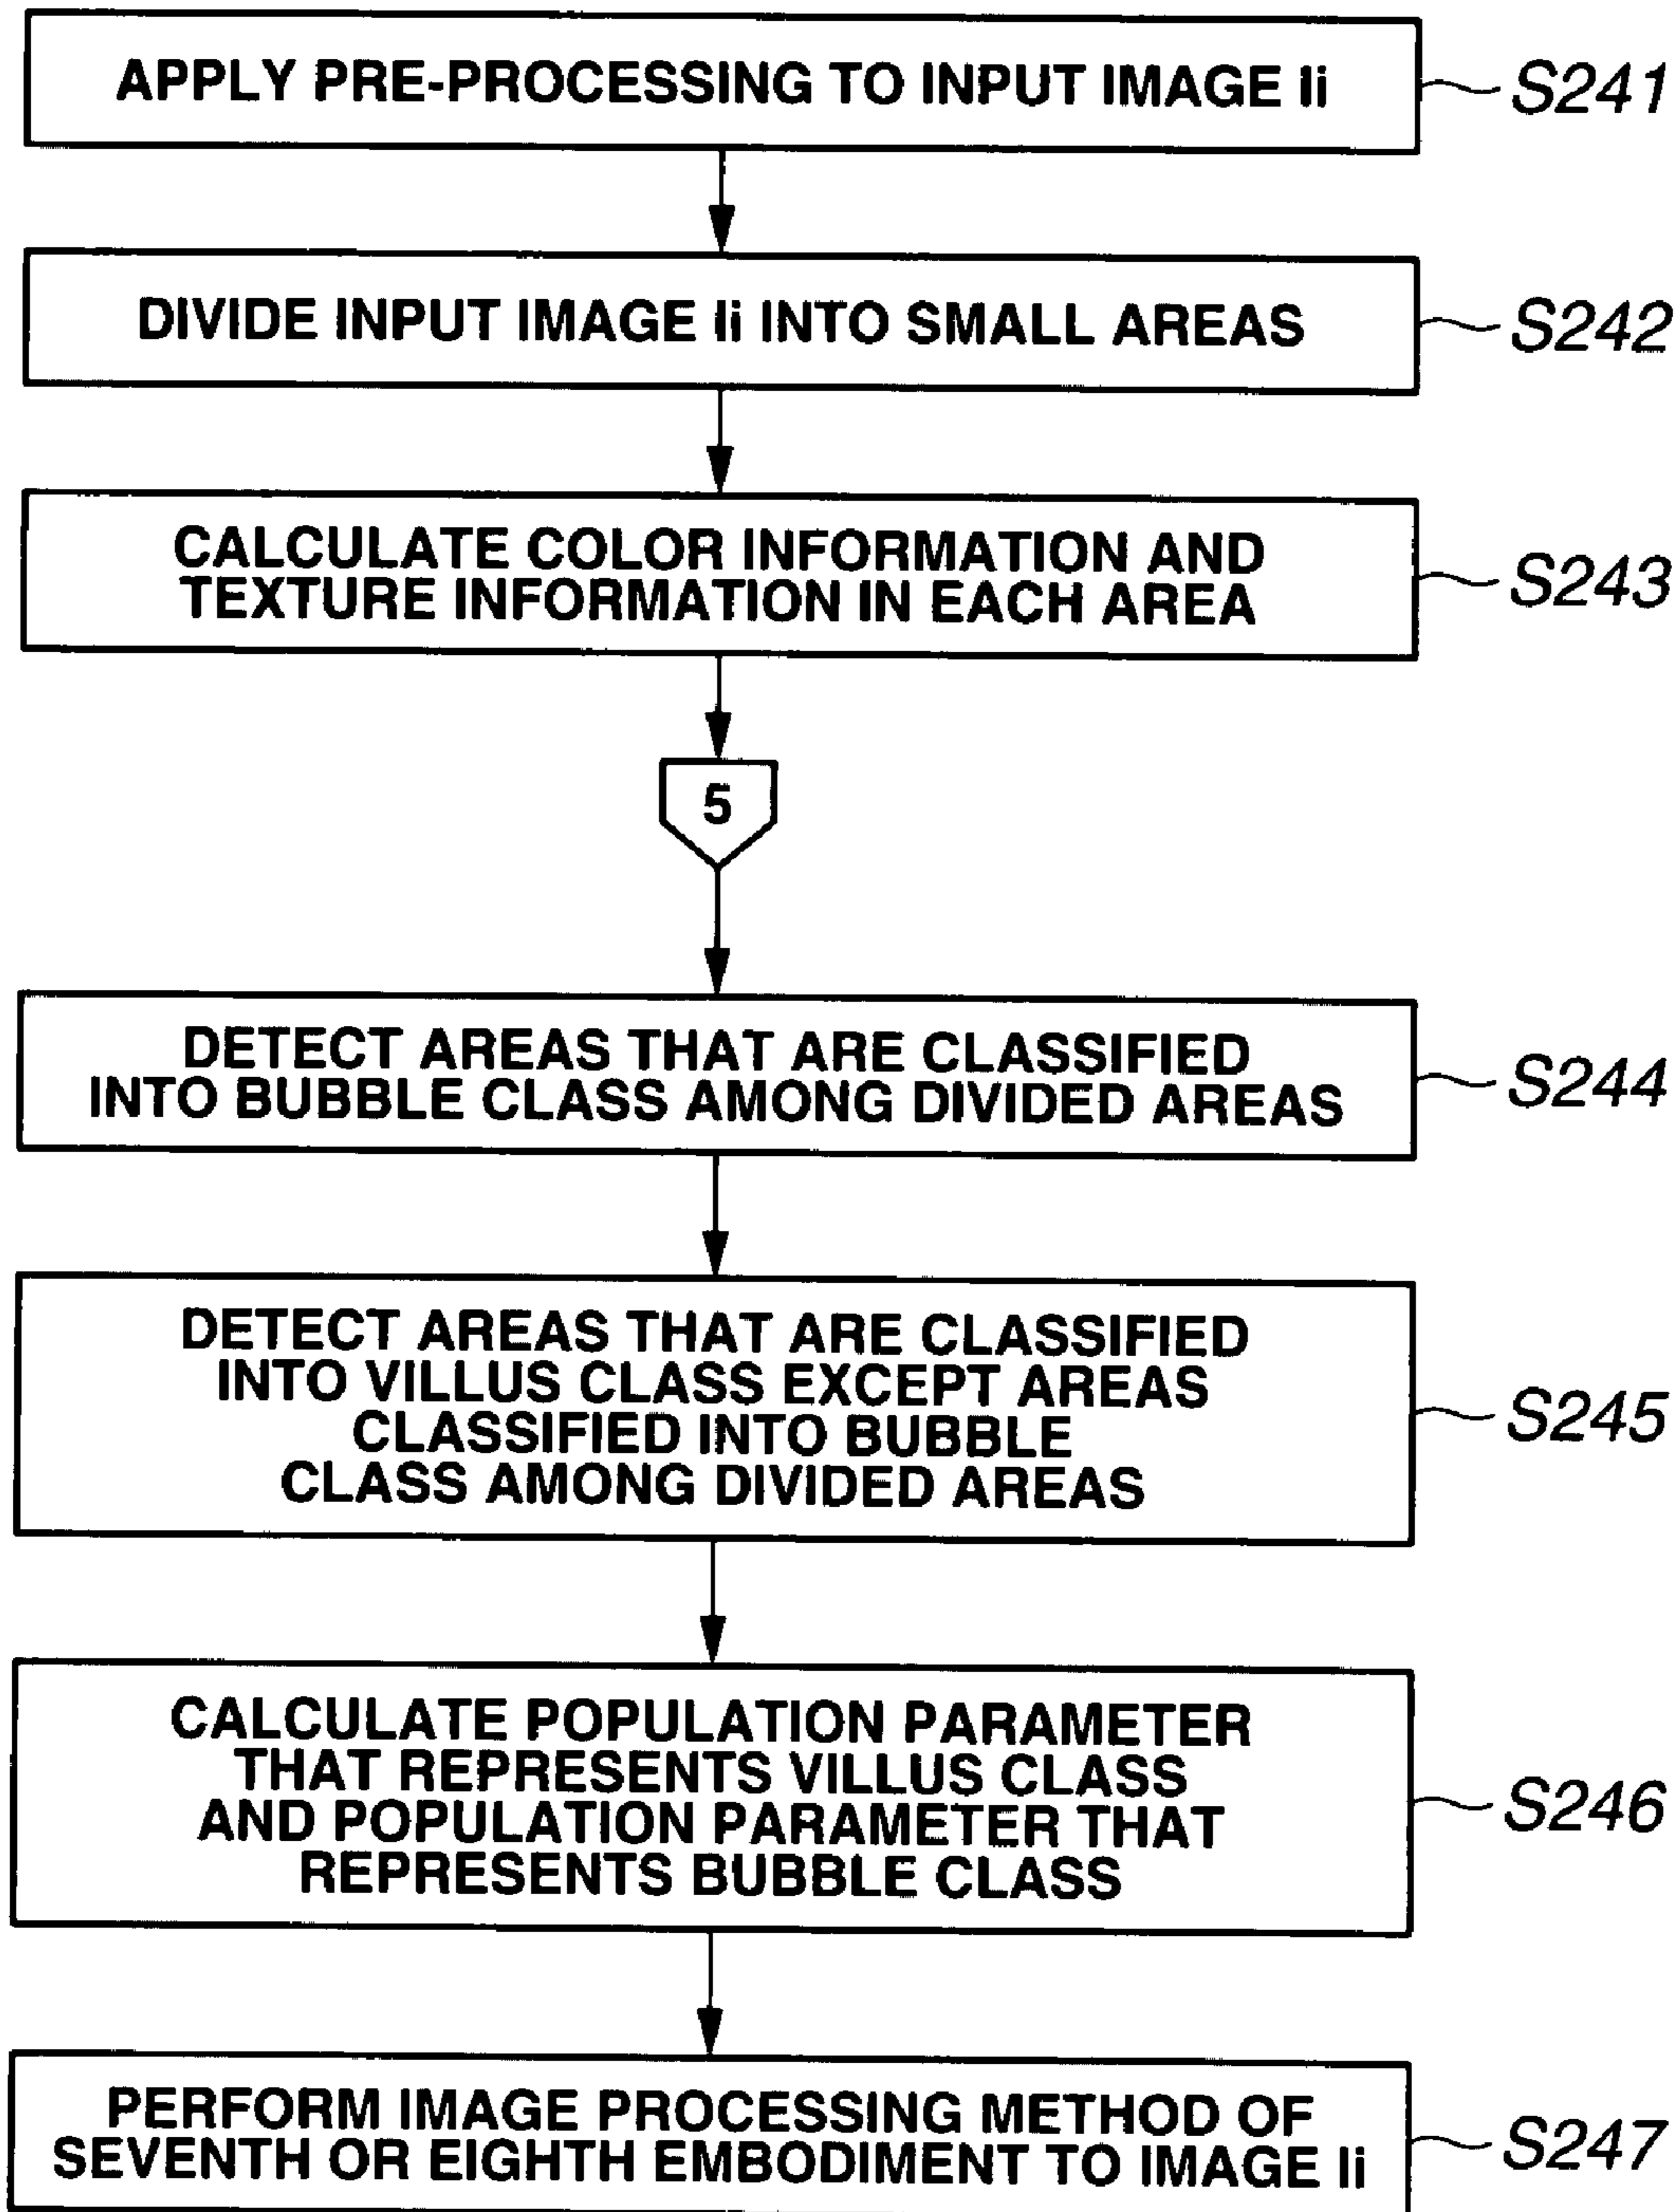 APPLY PRE-PROCESSING TO INPUT IMAGE Ii
S241
DIVIDE INPUT IMAGE Ii INTO SMALL AREAS
S242
CALCULATE COLOR INFORMATION AND
TEXTURE INFORMATION IN EACH AREA
S243
5
DETECT AREAS THAT ARE CLASSIFIED
INTO BUBBLE CLASS AMONG DIVIDED AREAS
S244
DETECT AREAS THAT ARE CLASSIFIED
INTO VILLUS CLASS EXCEPT AREAS
CLASSIFIED INTO BUBBLE
CLASS AMONG DIVIDED AREAS
S245
CALCULATE POPULATION PARAMETER
THAT REPRESENTS VILLUS CLASS
AND POPULATION PARAMETER THAT
REPRESENTS BUBBLE CLASS
S246
PERFORM IMAGE PROCESSING METHOD OF
SEVENTH OR EIGHTH EMBODIMENT TO IMAGE Ii
S247